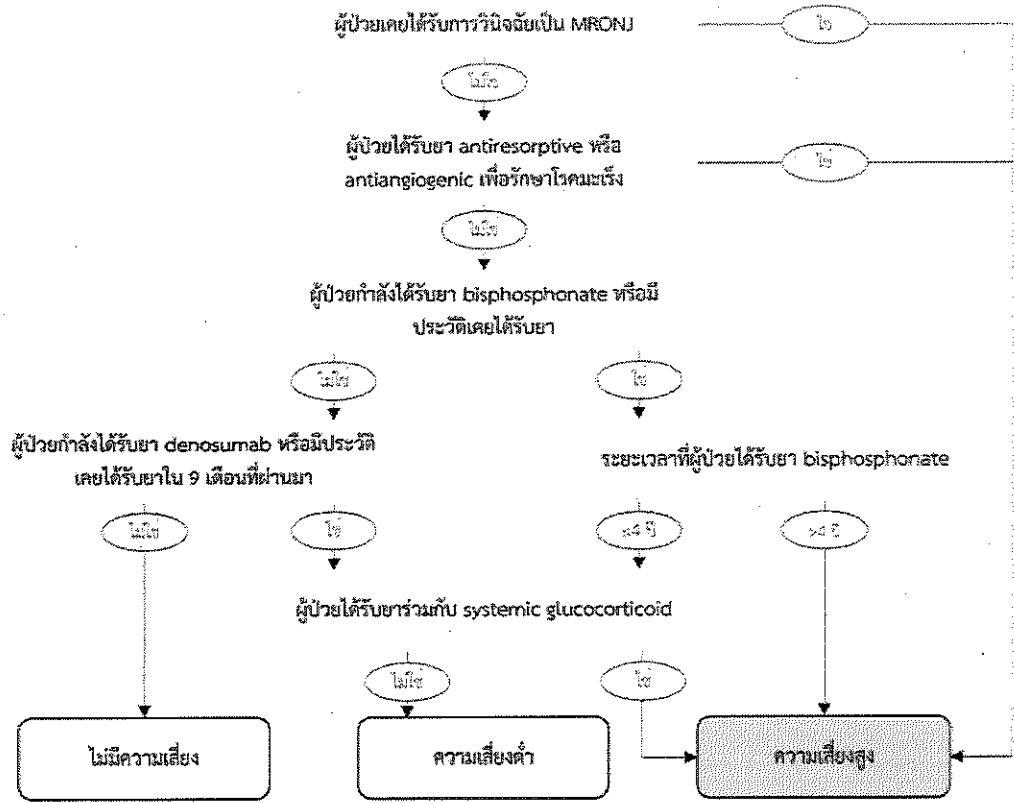 ผู้ป่วยเคยได้รับการวินิจฉัยเป็น MRONJ
ใช่
ไม่ใช่
ผู้ป่วยได้รับยา antiresorptive หรือ
antiangiogenic เพื่อรักษาโรคมะเร็ง
ใช่
ไม่ใช่
ผู้ป่วยกำลังได้รับยา bisphosphonate หรือมี
ประวัติเคยได้รับยา
ไม่ใช่
ใช่
ผู้ป่วยกำลังได้รับยา denosumab หรือมีประวัติ
เคยได้รับยาใน 9 เดือนที่ผ่านมา
ระยะเวลาที่ผู้ป่วยได้รับยา bisphosphonate
ไม่ใช่
ใช่
≤4 ปี
>4 ปี
ผู้ป่วยได้รับยาร่วมกับ systemic glucocorticoid
ไม่ใช่
ใช่
ไม่มีความเสี่ยง
ความเสี่ยงต่ำ
ความเสี่ยงสูง